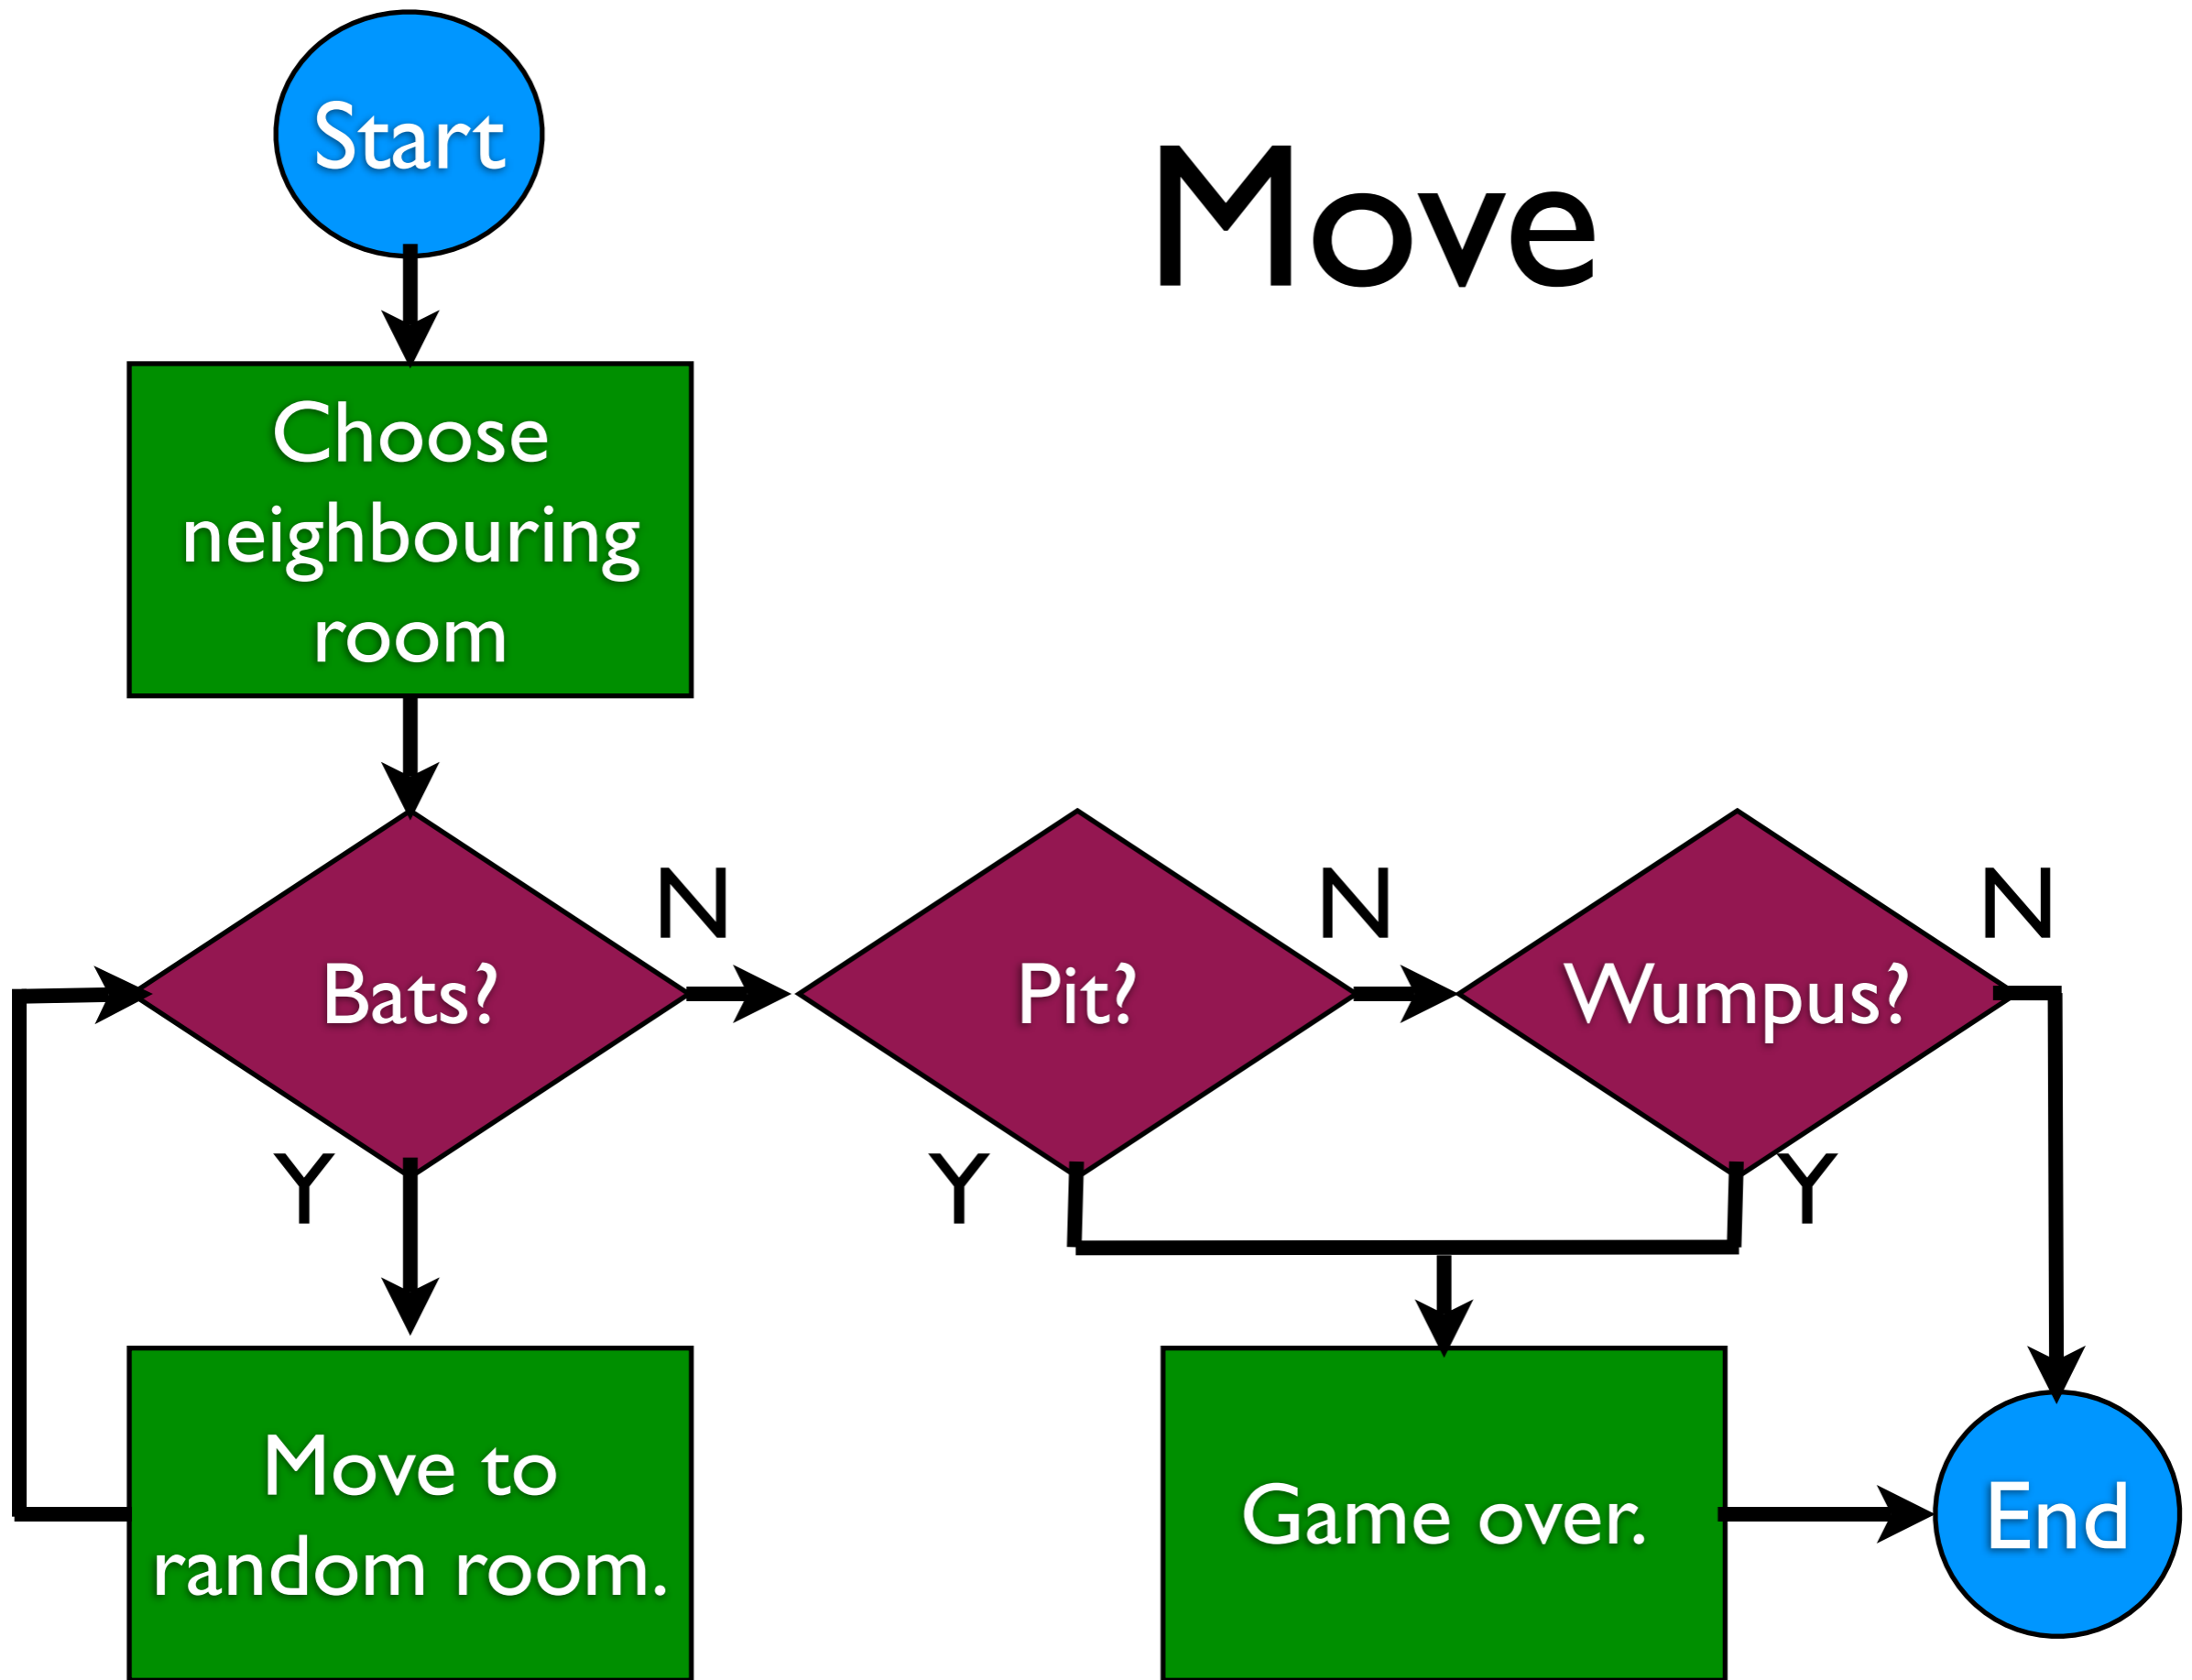 Start
Move
Choose
neighbouring
room
N
N
N
Bats?
Pit?
Wumpus?
Y
Y
Y
Move to
random room.
Game over.
End